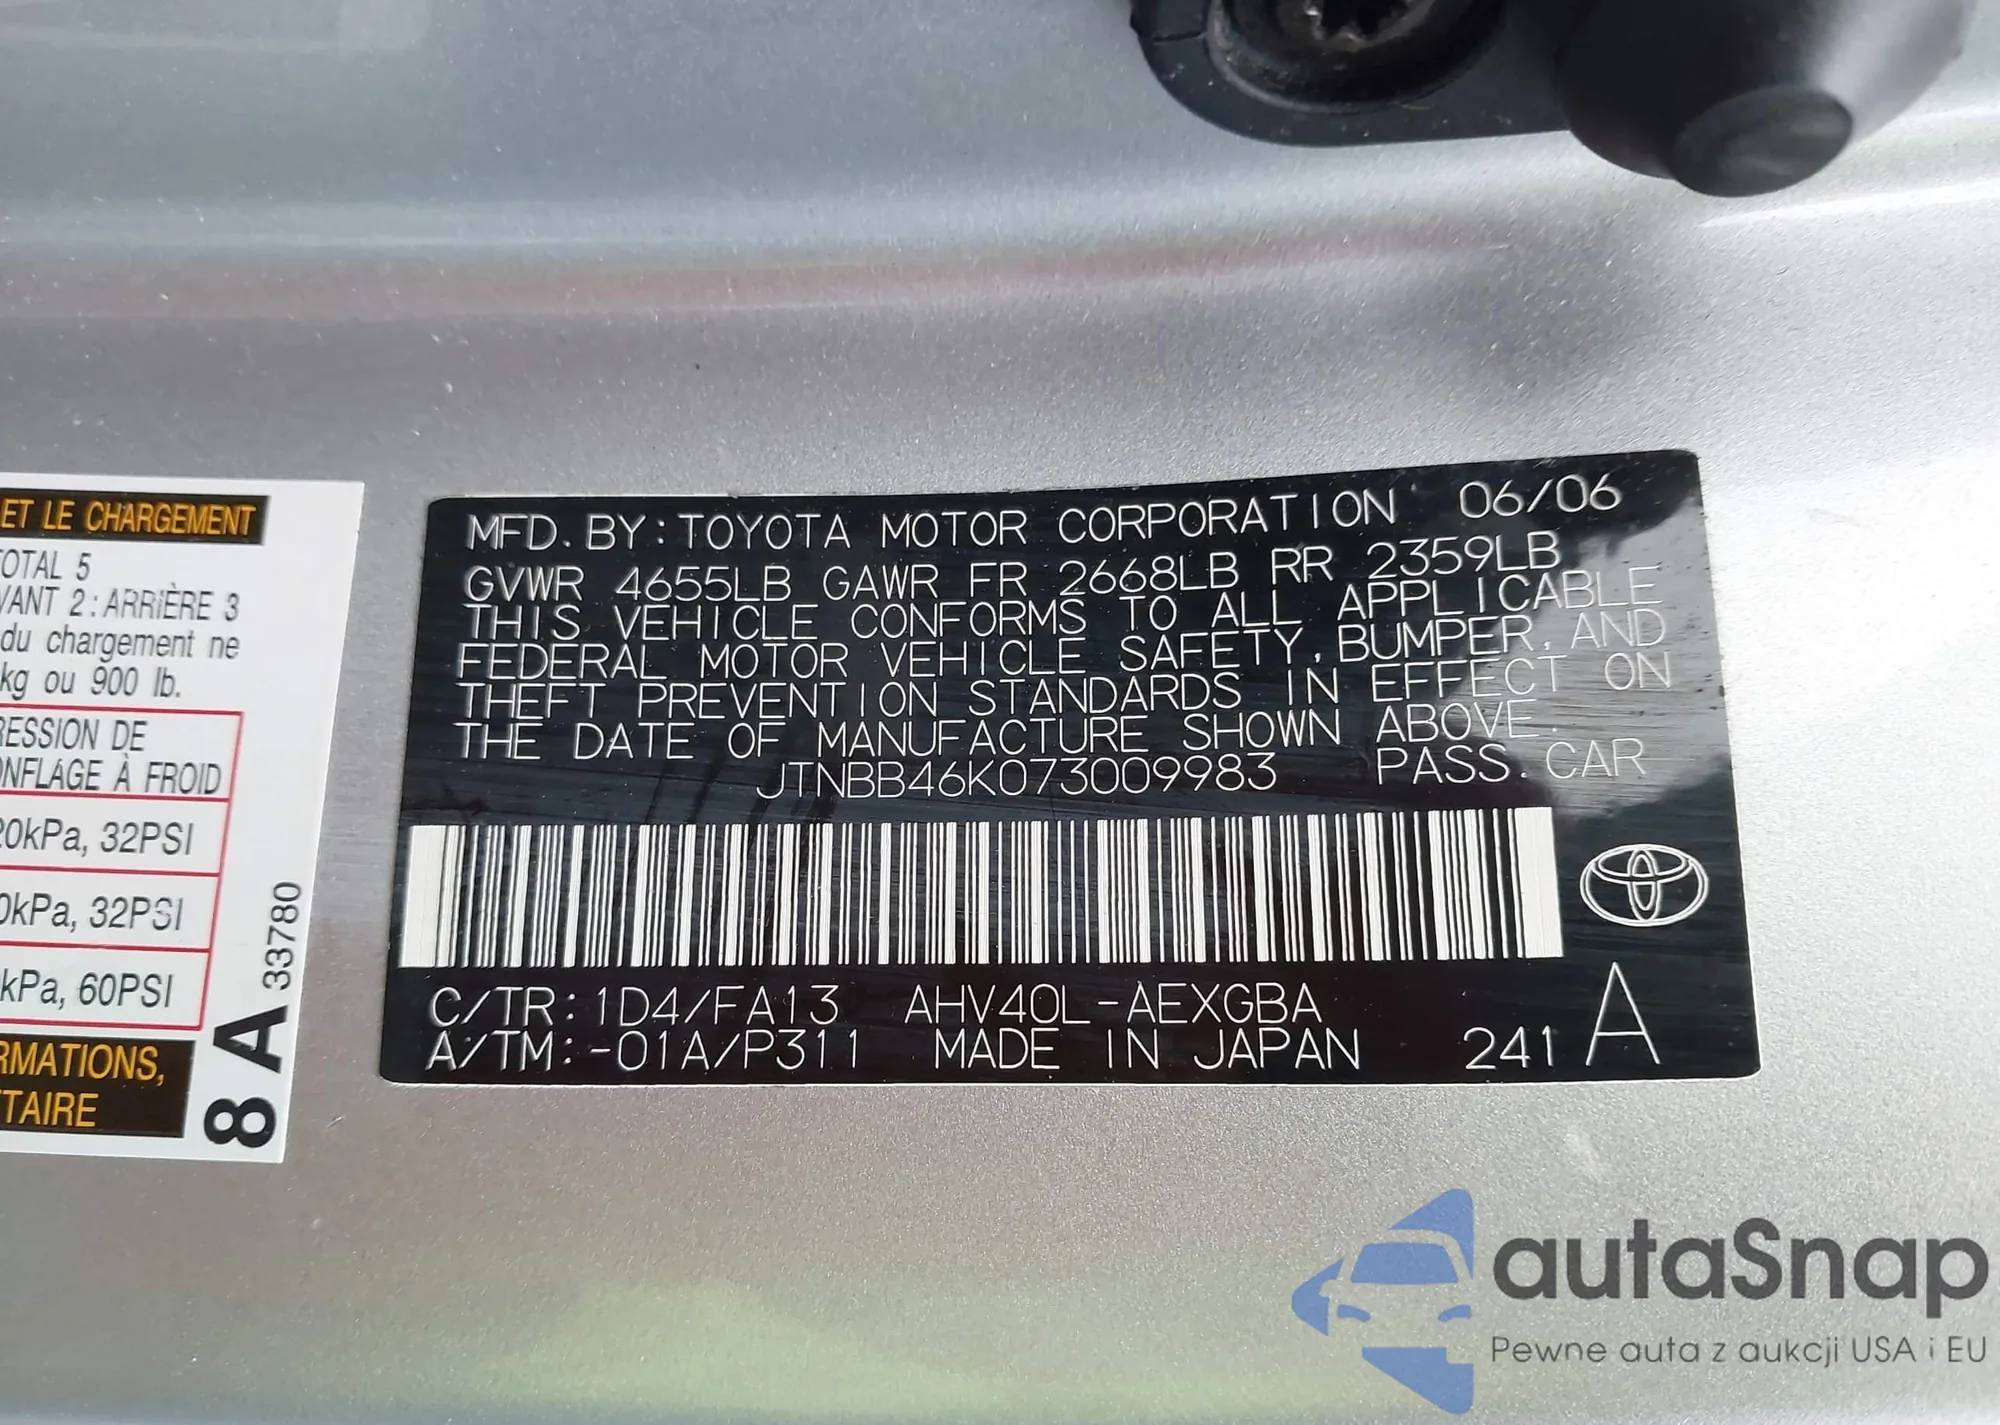 ET LE CHARGEMENT
TOTAL 5
VANT 2 : ARRIÈRE 3
du chargement ne
kg ou 900 lb.
RESSION DE
ONFLAGE À FROID
20kPa, 32PSI
0kPa, 32PSI
kPa, 60PSI
RMATIONS,
TAIRE
8 A 33780
MFD. BY: TOYOTA MOTOR CORPORATION 06/06
GVWR 4655LB GAWR FR 2668LB RR 2359LB
THIS VEHICLE CONFORMS TO ALL APPLICABLE
FEDERAL MOTOR VEHICLE SAFETY, BUMPER, AND
THEFT PREVENTION STANDARDS IN EFFECT ON
THE DATE OF MANUFACTURE SHOWN ABOVE.
JTNBB46K073009983 PASS. CAR
C/TR: 1D4/FA13 AHV40L-AEXGBA
A/TM: -01A/P311 MADE IN JAPAN 241 A
autaSnap
Pewne auta z aukcji USA i EU